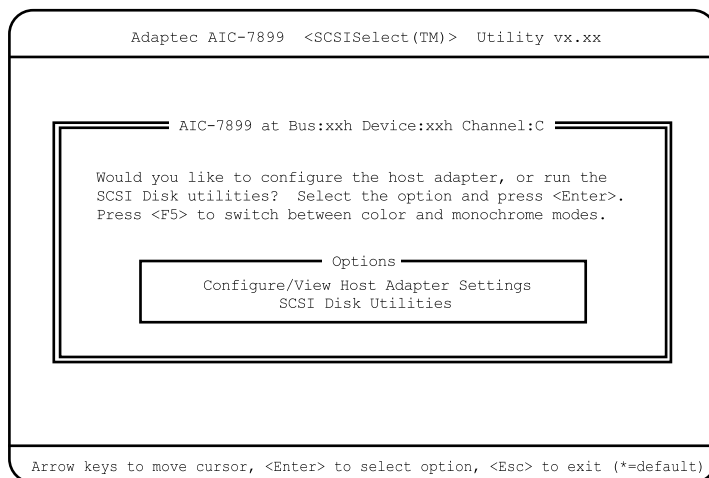 Adaptec AIC-7899 <SCSISelect(TM)> Utility vx.xx
AIC-7899 at Bus:xxh Device:xxh Channel:C
Would you like to configure the host adapter, or run the
SCSI Disk utilities? Select the option and press <Enter>.
Press <F5> to switch between color and monochrome modes.
Options
Configure/View Host Adapter Settings
SCSI Disk Utilities
Arrow keys to move cursor, <Enter> to select option, <Esc> to exit (*=default)